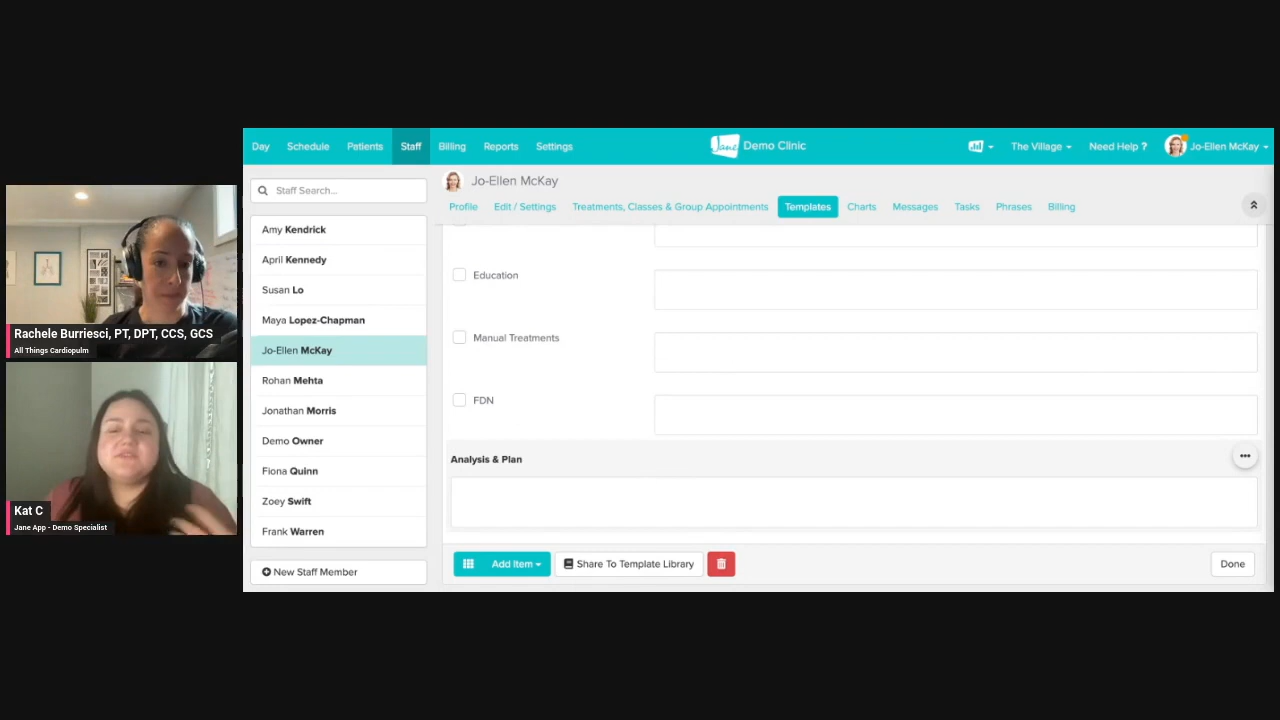 Rachele Burriesci, PT, DPT, CCS, GCS
All Things Cardiopulm
Kat C
Jane App - Demo Specialist
Day Schedule Patients Staff Billing Reports Settings
Jane Demo Clinic
The Village Need Help ? Jo-Ellen McKay
Staff Search...
Amy Kendrick
April Kennedy
Susan Lo
Maya Lopez-Chapman
Jo-Ellen McKay
Rohan Mehta
Jonathan Morris
Demo Owner
Fiona Quinn
Zoey Swift
Frank Warren
New Staff Member
Jo-Ellen McKay
Profile Edit / Settings Treatments, Classes & Group Appointments Templates Charts Messages Tasks Phrases Billing
Education
Manual Treatments
FDN
Analysis & Plan
Add Item Share To Template Library Done